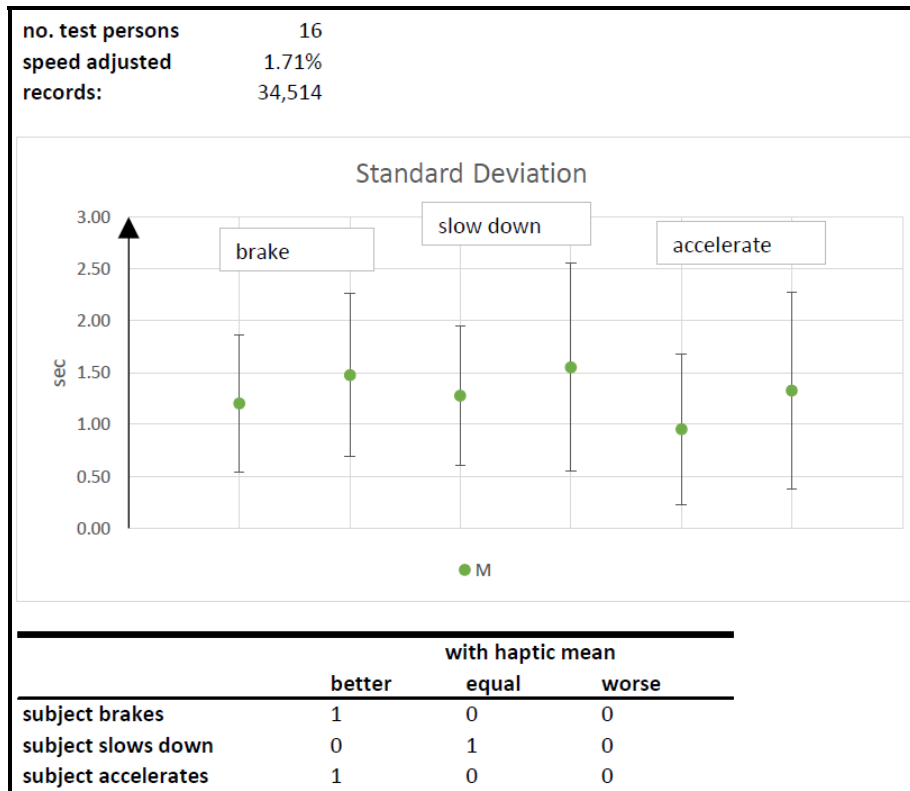 no. test persons 16
speed adjusted 1.71%
records: 34,514
Standard Deviation
3.00
2.50
2.00
1.50
1.00
0.50
0.00
sec
brake
slow down
accelerate
M
with haptic mean
better equal worse
subject brakes 1 0 0
subject slows down 0 1 0
subject accelerates 1 0 0